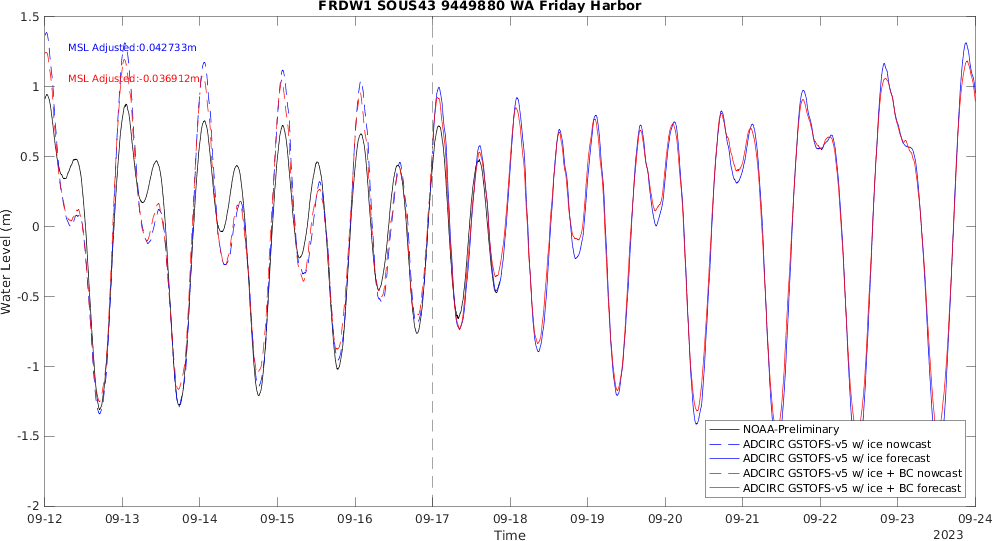 FRDW1 SOUS43 9449880 WA Friday Harbor
MSL Adjusted:0.042733m
MSL Adjusted:-0.036912m
Water Level (m)
1.5
1
0.5
0
-0.5
-1
-1.5
-2
NOAA-Preliminary
ADCIRC GSTOFS-v5 w/ ice nowcast
ADCIRC GSTOFS-v5 w/ ice forecast
ADCIRC GSTOFS-v5 w/ ice + BC nowcast
ADCIRC GSTOFS-v5 w/ ice + BC forecast
09-12 09-13 09-14 09-15 09-16 09-17 09-18 09-19 09-20 09-21 09-22 09-23 09-24
Time
2023